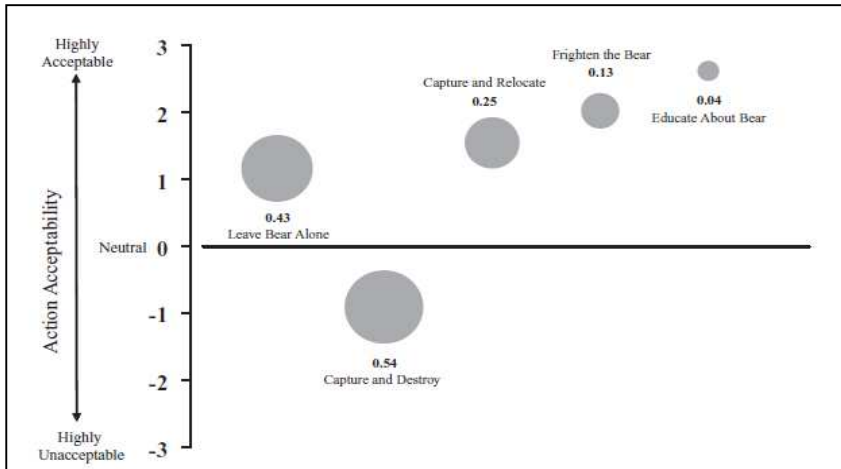 Highly
Acceptable
Action Acceptability
Neutral
Highly
Unacceptable
3
2
1
0
-1
-2
-3
0.43
Leave Bear Alone
0.54
Capture and Destroy
Capture and Relocate
0.25
Frighten the Bear
0.13
0.04
Educate About Bear